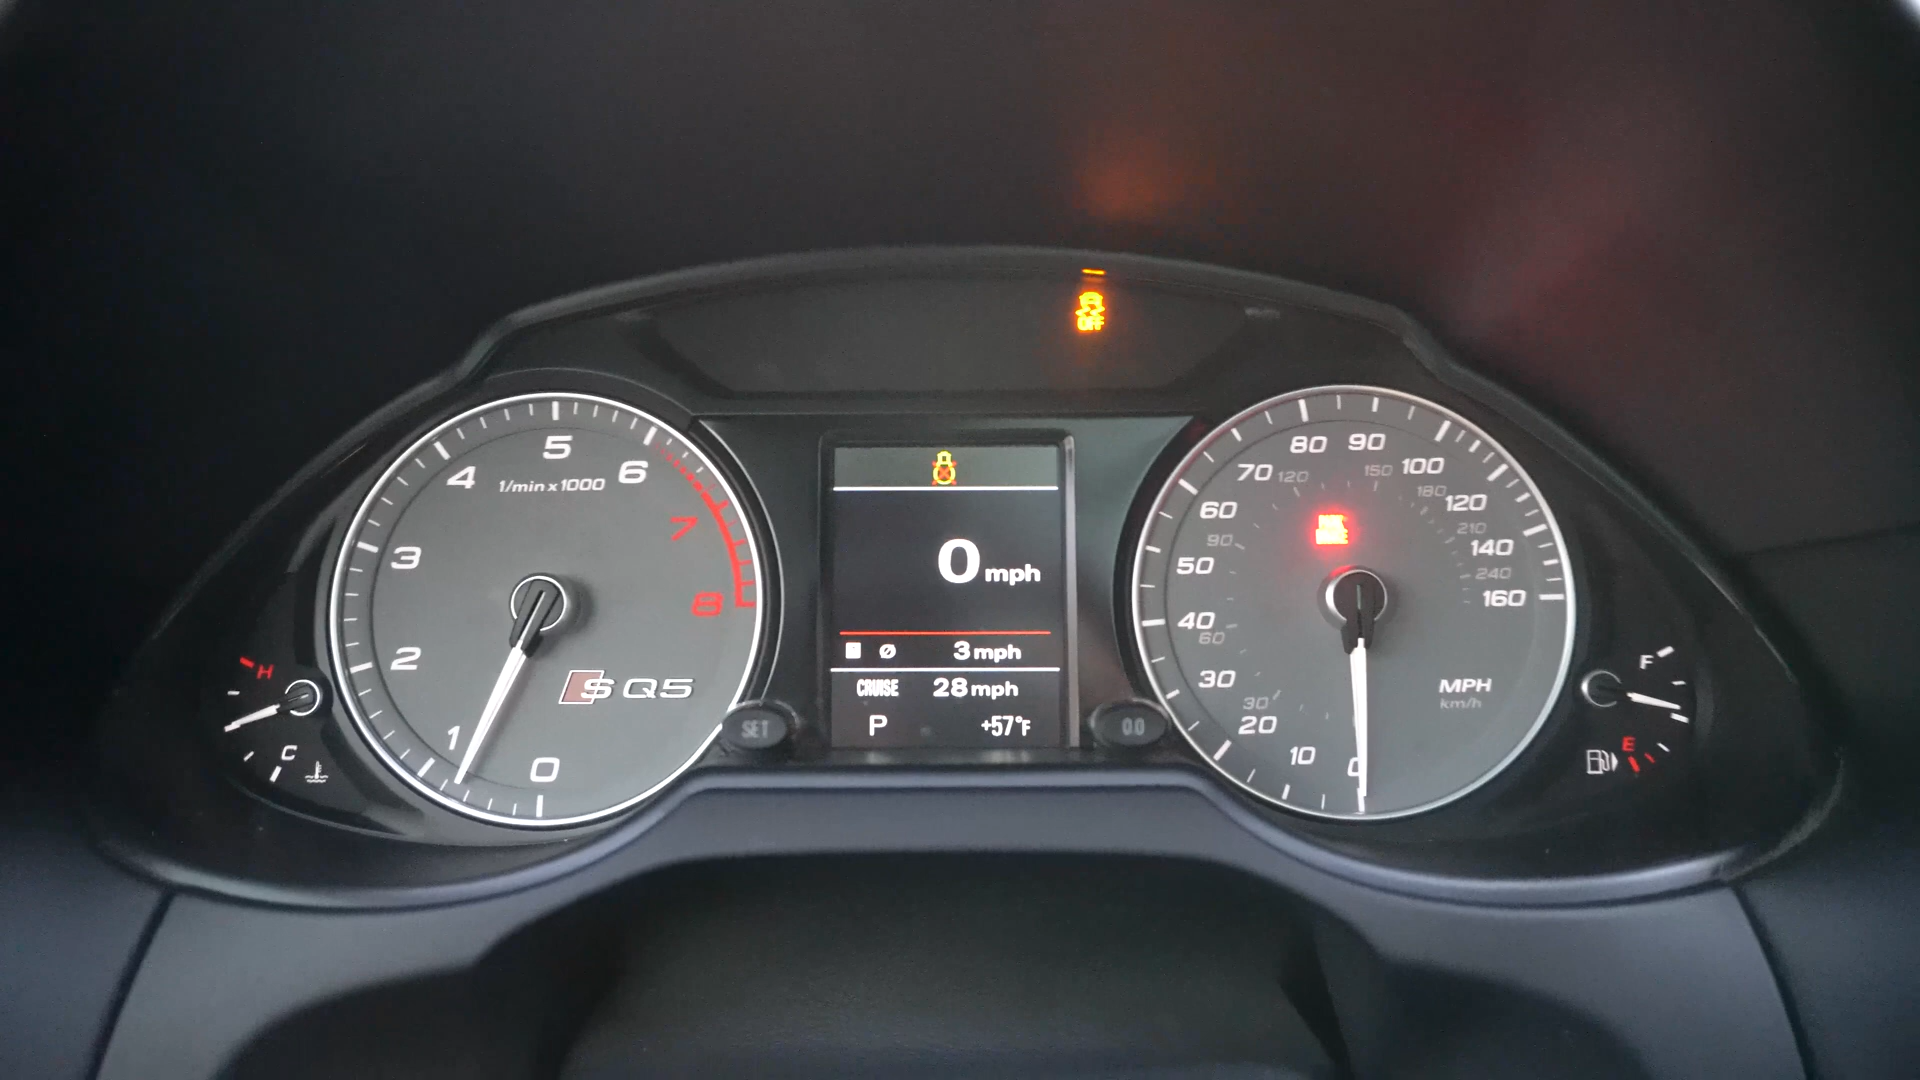 OFF
5
4
6
1/min x 1000
7
3
8
2
SQ5
1
0
H
C
SET
0 mph
Ø 3 mph
CRUISE 28 mph
P +57°F
0.0
80 90
70 100
120 150
60 180 120
90 210
50 140
240
40 160
60
30 MPH
km/h
30
20
10
0
F
E